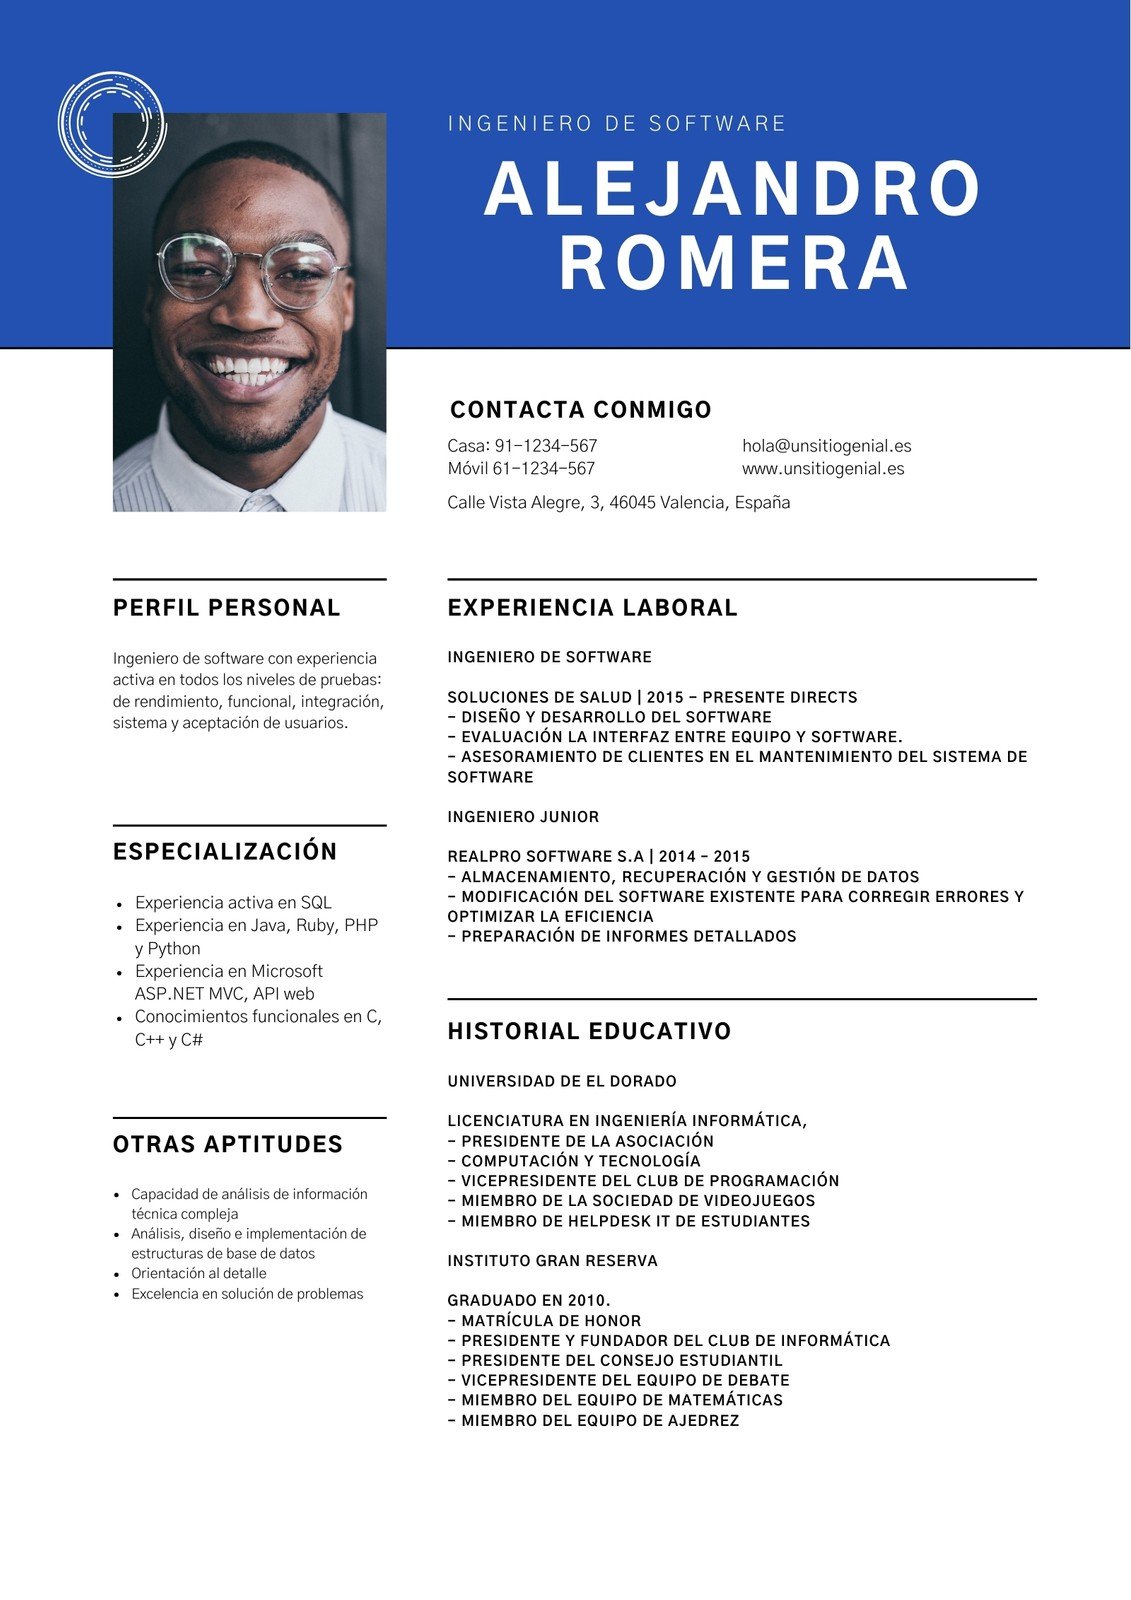 INGENIERO DE SOFTWARE
ALEJANDRO
ROMERA
CONTACTA CONMIGO
Casa: 91-1234-567
Móvil 61-1234-567
hola@unsitiogenial.es
www.unsitiogenial.es
Calle Vista Alegre, 3, 46045 Valencia, España
PERFIL PERSONAL
Ingeniero de software con experiencia
activa en todos los niveles de pruebas:
de rendimiento, funcional, integración,
sistema y aceptación de usuarios.
ESPECIALIZACIÓN
• Experiencia activa en SQL
• Experiencia en Java, Ruby, PHP
y Python
• Experiencia en Microsoft
ASP.NET MVC, API web
• Conocimientos funcionales en C,
C++ y C#
OTRAS APTITUDES
• Capacidad de análisis de información
técnica compleja
• Análisis, diseño e implementación de
estructuras de base de datos
• Orientación al detalle
• Excelencia en solución de problemas
EXPERIENCIA LABORAL
INGENIERO DE SOFTWARE
SOLUCIONES DE SALUD | 2015 - PRESENTE DIRECTS
- DISEÑO Y DESARROLLO DEL SOFTWARE
- EVALUACIÓN LA INTERFAZ ENTRE EQUIPO Y SOFTWARE.
- ASESORAMIENTO DE CLIENTES EN EL MANTENIMIENTO DEL SISTEMA DE
SOFTWARE
INGENIERO JUNIOR
REALPRO SOFTWARE S.A | 2014 - 2015
- ALMACENAMIENTO, RECUPERACIÓN Y GESTIÓN DE DATOS
- MODIFICACIÓN DEL SOFTWARE EXISTENTE PARA CORREGIR ERRORES Y
OPTIMIZAR LA EFICIENCIA
- PREPARACIÓN DE INFORMES DETALLADOS
HISTORIAL EDUCATIVO
UNIVERSIDAD DE EL DORADO
LICENCIATURA EN INGENIERÍA INFORMÁTICA,
- PRESIDENTE DE LA ASOCIACIÓN
- COMPUTACIÓN Y TECNOLOGÍA
- VICEPRESIDENTE DEL CLUB DE PROGRAMACIÓN
- MIEMBRO DE LA SOCIEDAD DE VIDEOJUEGOS
- MIEMBRO DE HELPDESK IT DE ESTUDIANTES
INSTITUTO GRAN RESERVA
GRADUADO EN 2010.
- MATRÍCULA DE HONOR
- PRESIDENTE Y FUNDADOR DEL CLUB DE INFORMÁTICA
- PRESIDENTE DEL CONSEJO ESTUDIANTIL
- VICEPRESIDENTE DEL EQUIPO DE DEBATE
- MIEMBRO DEL EQUIPO DE MATEMÁTICAS
- MIEMBRO DEL EQUIPO DE AJEDREZ